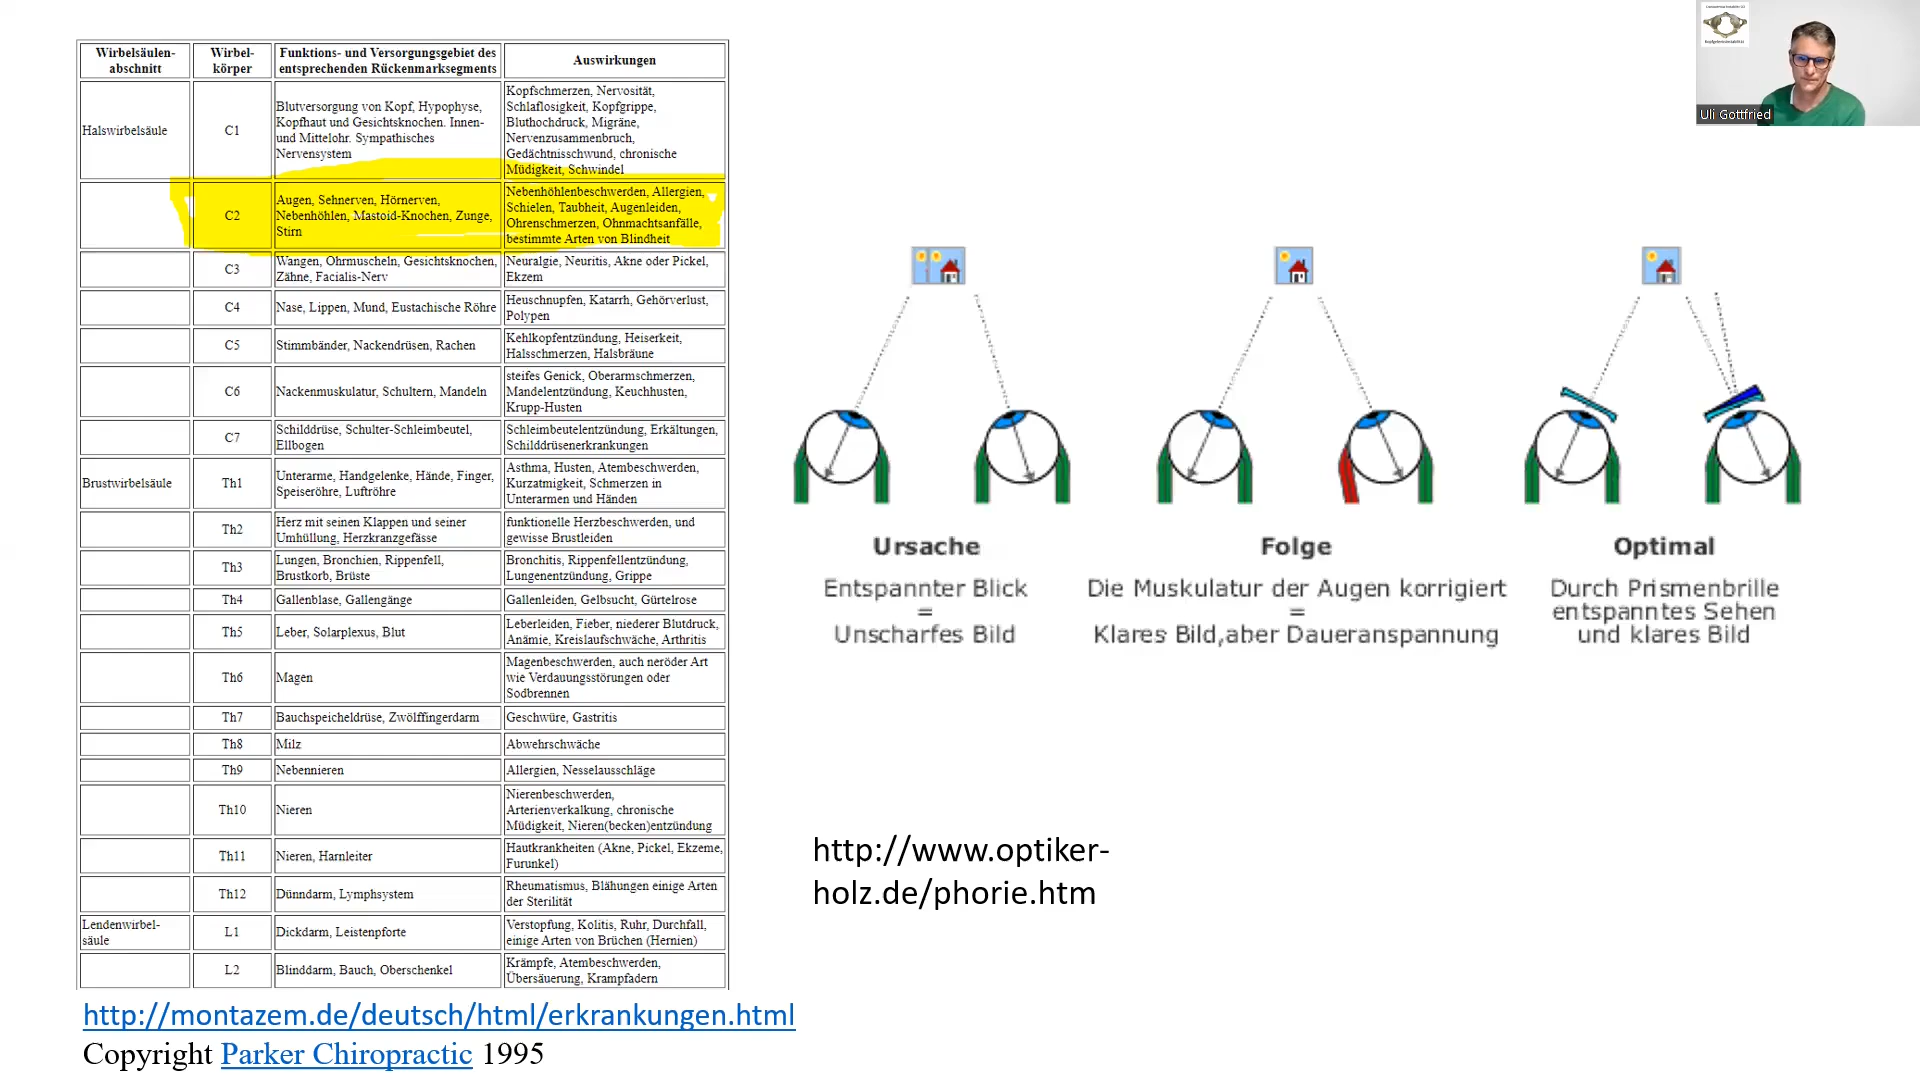 Wirbelsäulen-
abschnitt
Wirbel-
körper
Funktions- und Versorgungsgebiet des
entsprechenden Rückenmarksegments
Auswirkungen
Halswirbelsäule
C1
Blutversorgung von Kopf, Hypophyse,
Kopfhaut und Gesichtsknochen. Innen-
und Mittelohr. Sympathisches
Nervensystem
Kopfschmerzen, Nervosität,
Schlaflosigkeit, Kopfgrippe,
Bluthochdruck, Migräne,
Nervenzusammenbruch,
Gedächtnisschwund, chronische
Müdigkeit, Schwindel
C2
Augen, Sehnerven, Hörnerven,
Nebenhöhlen, Mastoid-Knochen, Zunge,
Stirn
Nebenhöhlenbeschwerden, Allergien,
Schielen, Taubheit, Augenleiden,
Ohrenschmerzen, Ohnmachtsanfälle,
bestimmte Arten von Blindheit
C3
Wangen, Ohrmuscheln, Gesichtsknochen,
Zähne, Facialis-Nerv
Neuralgie, Neuritis, Akne oder Pickel,
Ekzem
C4
Nase, Lippen, Mund, Eustachische Röhre
Heuschnupfen, Katarrh, Gehörverlust,
Polypen
C5
Stimmbänder, Nackendrüsen, Rachen
Kehlkopfentzündung, Heiserkeit,
Halsschmerzen, Halsbräune
C6
Nackenmuskulatur, Schultern, Mandeln
steifes Genick, Oberarmschmerzen,
Mandelentzündung, Keuchhusten,
Krupp-Husten
C7
Schilddrüse, Schulter-Schleimbeutel,
Ellbogen
Schleimbeutelentzündung, Erkältungen,
Schilddrüsenerkrankungen
Brustwirbelsäule
Th1
Unterarme, Handgelenke, Hände, Finger,
Speiseröhre, Luftröhre
Asthma, Husten, Atembeschwerden,
Kurzatmigkeit, Schmerzen in
Unterarmen und Händen
Th2
Herz mit seinen Klappen und seiner
Umhüllung, Herzkranzgefässe
funktionelle Herzbeschwerden, und
gewisse Brustleiden
Th3
Lungen, Bronchien, Rippenfell,
Brustkorb, Brüste
Bronchitis, Rippenfellentzündung,
Lungenentzündung, Grippe
Th4
Gallenblase, Gallengänge
Gallenleiden, Gelbsucht, Gürtelrose
Th5
Leber, Solarplexus, Blut
Leberleiden, Fieber, niederer Blutdruck,
Anämie, Kreislaufschwäche, Arthritis
Th6
Magen
Magenbeschwerden, auch neröder Art
wie Verdauungsstörungen oder
Sodbrennen
Th7
Bauchspeicheldrüse, Zwölffingerdarm
Geschwüre, Gastritis
Th8
Milz
Abwehrschwäche
Th9
Nebennieren
Allergien, Nesselausschläge
Th10
Nieren
Nierenbeschwerden,
Arterienverkalkung, chronische
Müdigkeit, Nieren(becken)entzündung
Th11
Nieren, Harnleiter
Hautkrankheiten (Akne, Pickel, Ekzeme,
Furunkel)
Th12
Dünndarm, Lymphsystem
Rheumatismus, Blähungen einige Arten
der Sterilität
Lendenwirbel-
säule
L1
Dickdarm, Leistenpforte
Verstopfung, Kolitis, Ruhr, Durchfall,
einige Arten von Brüchen (Hernien)
L2
Blinddarm, Bauch, Oberschenkel
Krämpfe, Atembeschwerden,
Übersäuerung, Krampfadern
http://montazem.de/deutsch/html/erkrankungen.html
Copyright Parker Chiropractic 1995
Ursache
Entspannter Blick
=
Unscharfes Bild
Folge
Die Muskulatur der Augen korrigiert
=
Klares Bild,aber Daueranspannung
Optimal
Durch Prismenbrille
entspanntes Sehen
und klares Bild
http://www.optiker-
holz.de/phorie.htm
Uli Gottfried